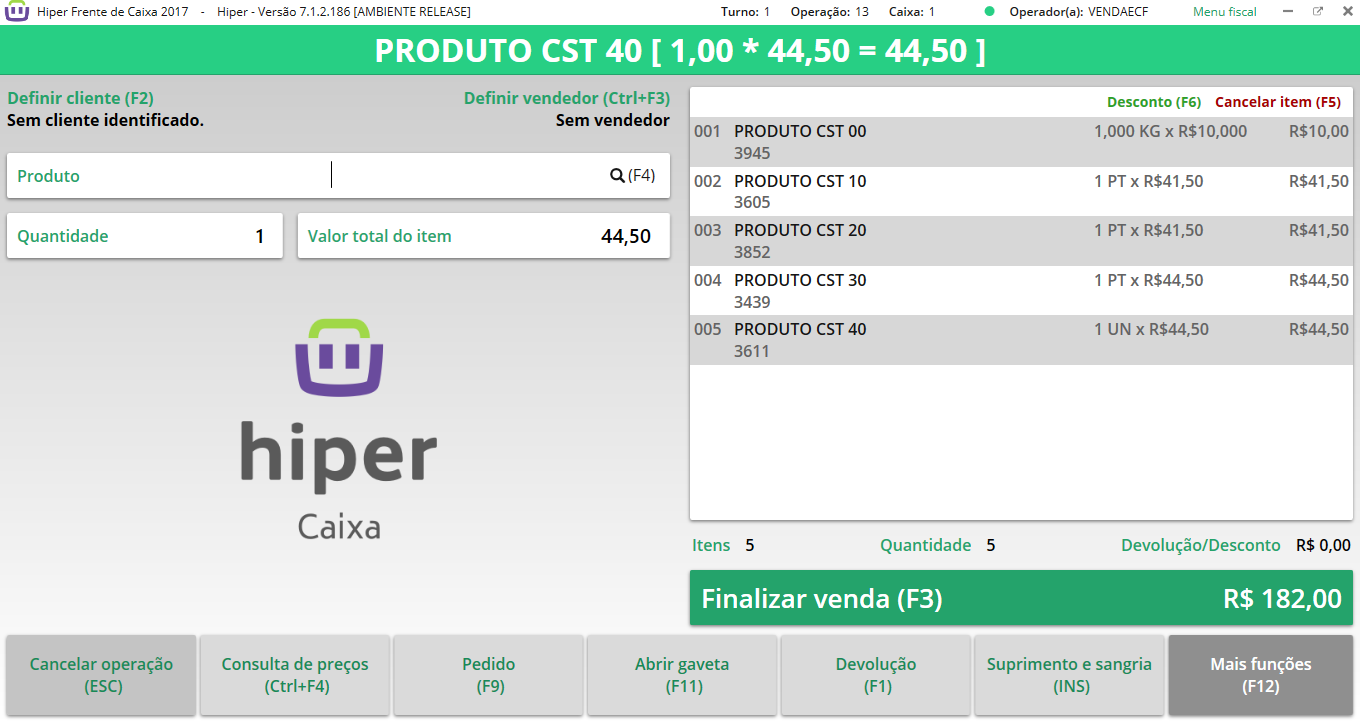 Hiper Frente de Caixa 2017 - Hiper - Versão 7.1.2.186 [AMBIENTE RELEASE] Turno: 1 Operação: 13 Caixa: 1 Operador(a): VENDAECF Menu fiscal
PRODUTO CST 40 [ 1,00 * 44,50 = 44,50 ]
Definir cliente (F2) Definir vendedor (Ctrl+F3)
Sem cliente identificado. Sem vendedor
Produto (F4)
Quantidade 1 Valor total do item 44,50
hiper
Caixa
Desconto (F6) Cancelar item (F5)
001 PRODUTO CST 00 1,000 KG x R$10,000 R$10,00
3945
002 PRODUTO CST 10 1 PT x R$41,50 R$41,50
3605
003 PRODUTO CST 20 1 PT x R$41,50 R$41,50
3852
004 PRODUTO CST 30 1 PT x R$44,50 R$44,50
3439
005 PRODUTO CST 40 1 UN x R$44,50 R$44,50
3611
Itens 5 Quantidade 5 Devolução/Desconto R$ 0,00
Finalizar venda (F3) R$ 182,00
Cancelar operação
(ESC)
Consulta de preços
(Ctrl+F4)
Pedido
(F9)
Abrir gaveta
(F11)
Devolução
(F1)
Suprimento e sangria
(INS)
Mais funções
(F12)